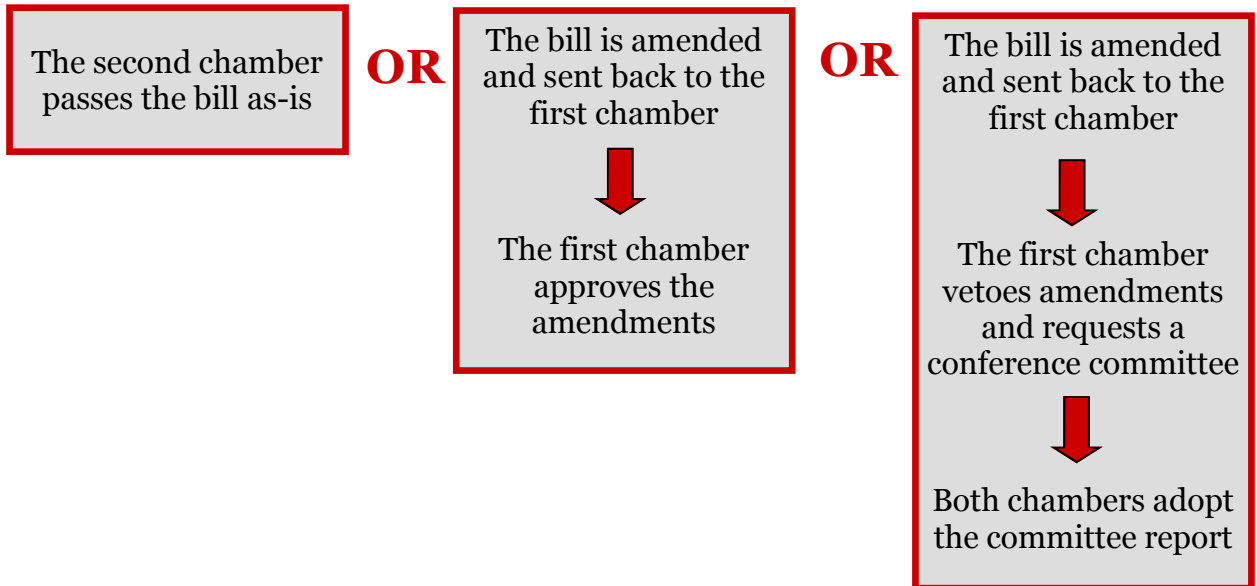 The second chamber
passes the bill as-is
OR
The bill is amended
and sent back to the
first chamber
The first chamber
approves the
amendments
OR
The bill is amended
and sent back to the
first chamber
The first chamber
vetoes amendments
and requests a
conference committee
Both chambers adopt
the committee report